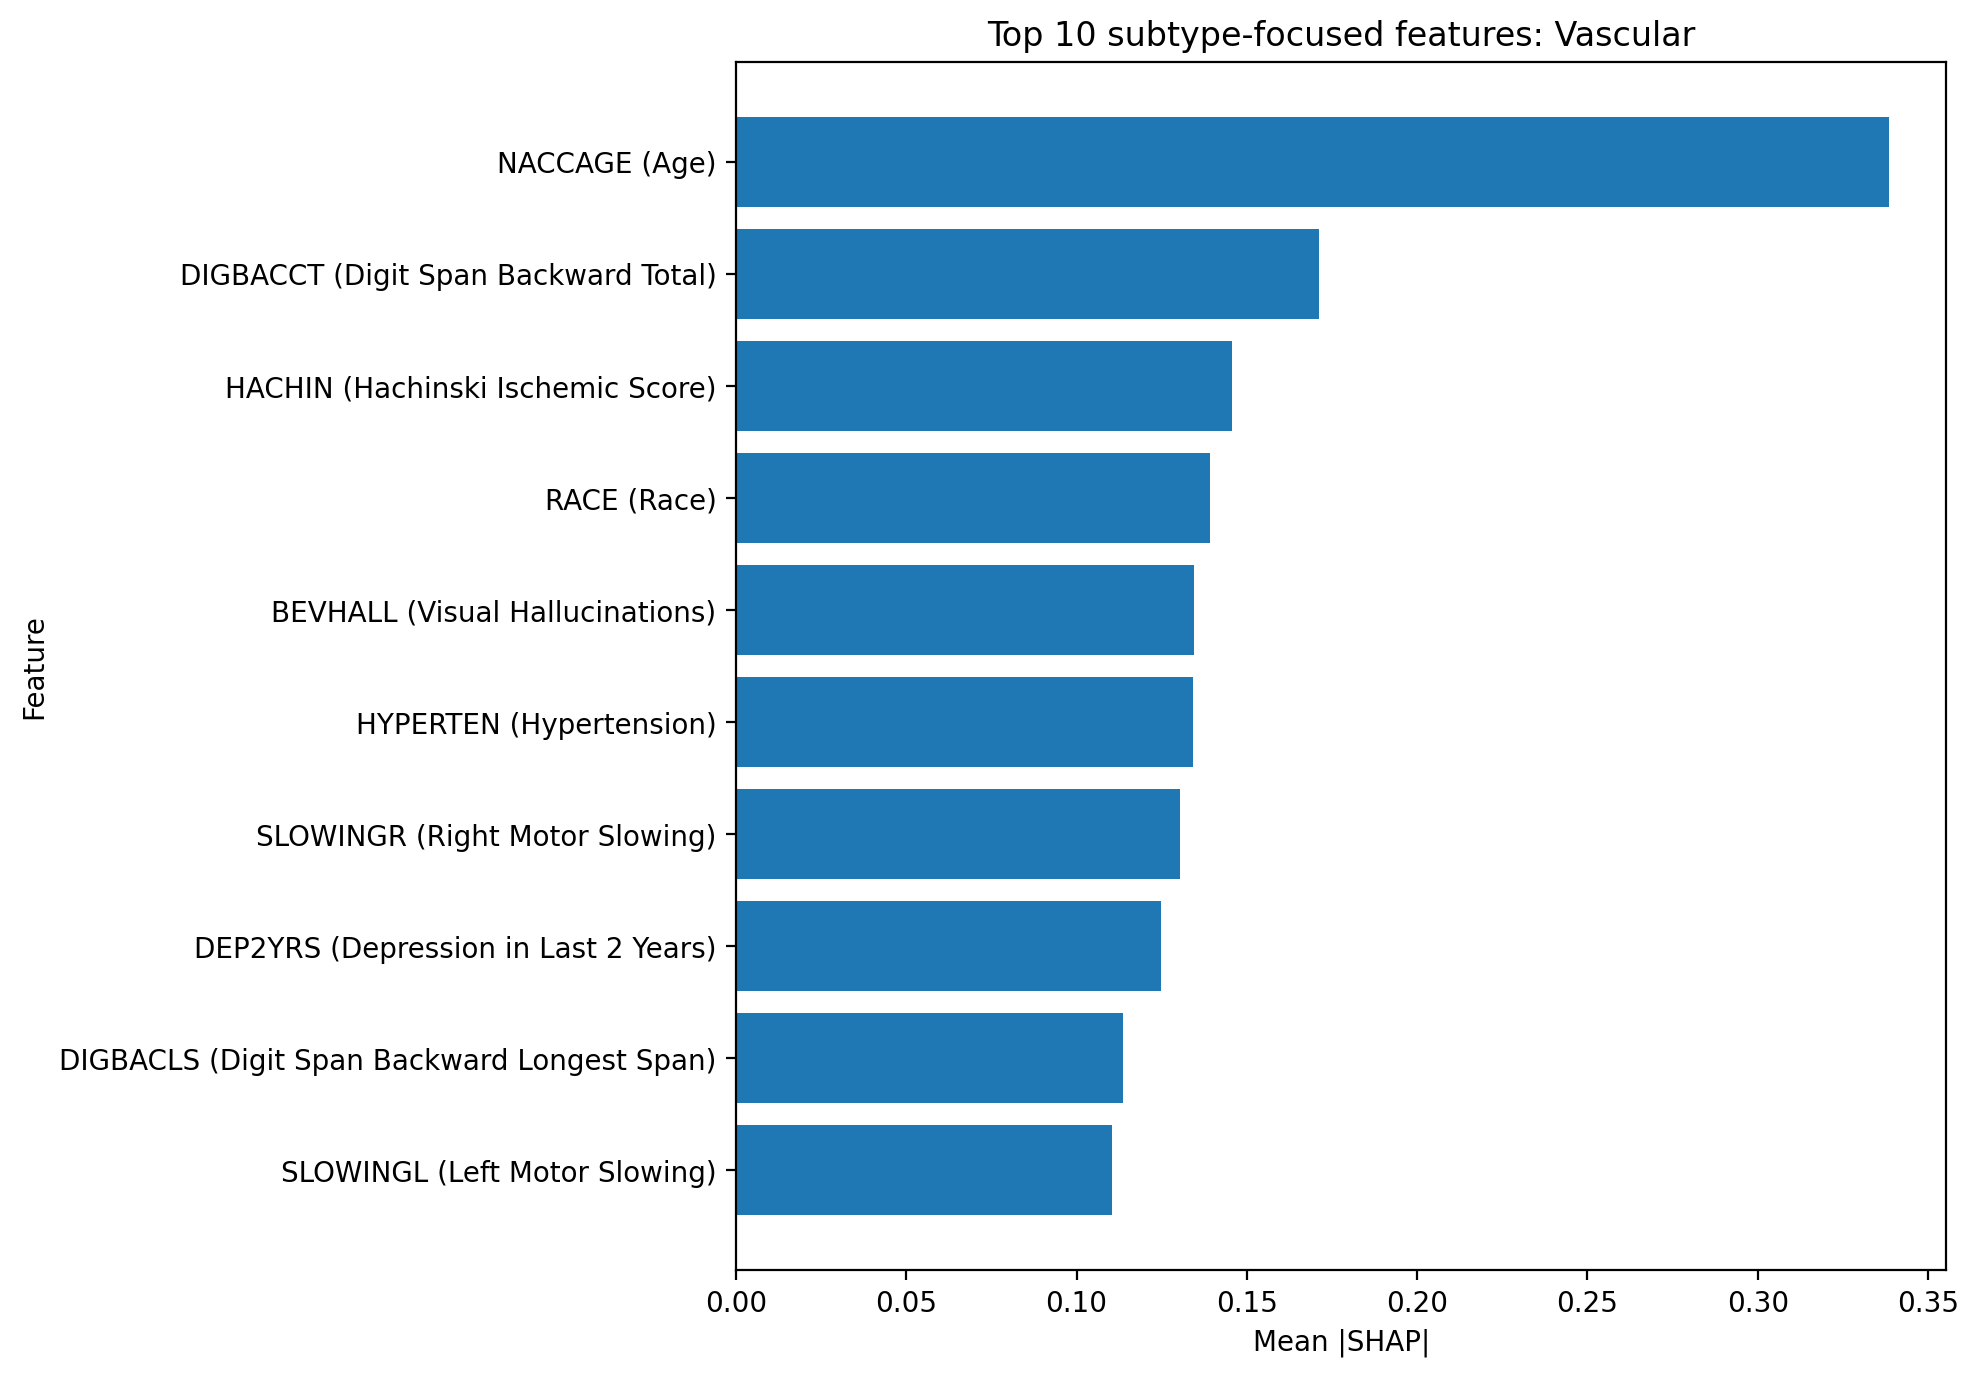 Top 10 subtype-focused features: Vascular
NACCAGE (Age)
DIGBACCT (Digit Span Backward Total)
HACHIN (Hachinski Ischemic Score)
RACE (Race)
BEVHALL (Visual Hallucinations)
HYPERTEN (Hypertension)
SLOWINGR (Right Motor Slowing)
DEP2YRS (Depression in Last 2 Years)
DIGBACLS (Digit Span Backward Longest Span)
SLOWINGL (Left Motor Slowing)
Feature
0.00 0.05 0.10 0.15 0.20 0.25 0.30 0.35
Mean |SHAP|